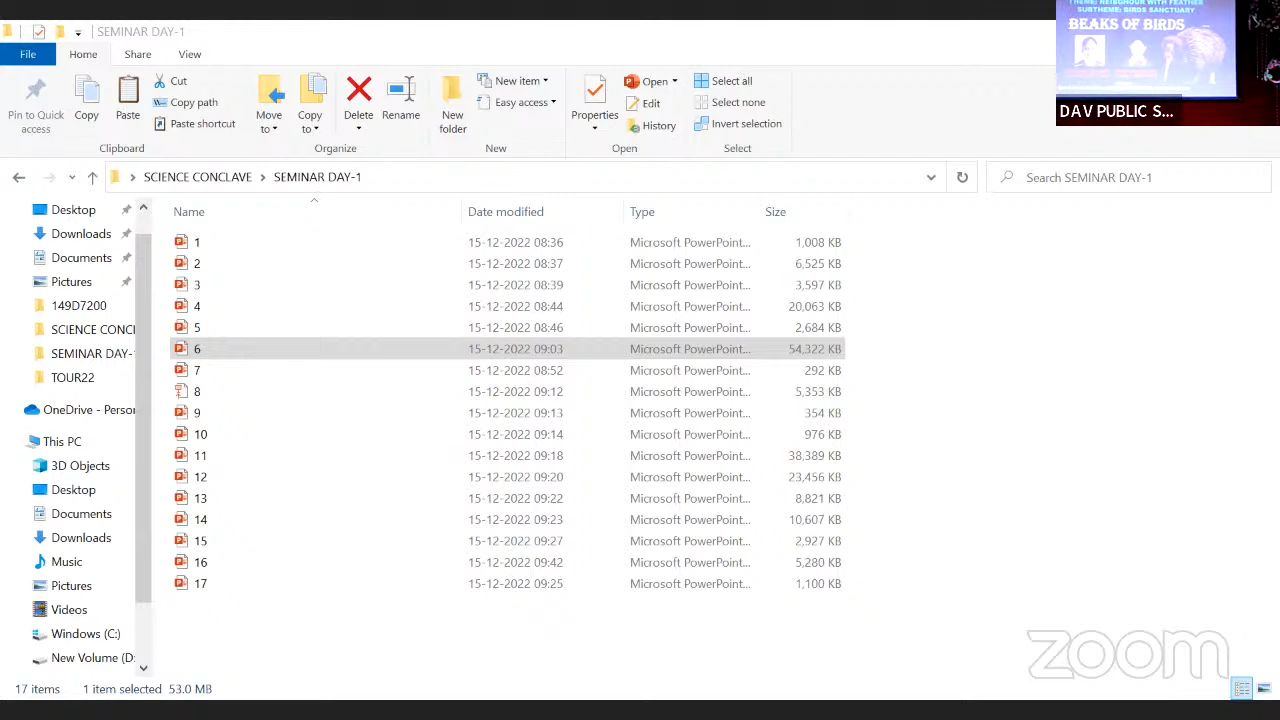 SEMINAR DAY-1
File Home Share View
Pin to Quick access
Copy
Paste
Cut
Copy path
Paste shortcut
Clipboard
Move to
Copy to
Delete
Rename
Organize
New folder
New item
Easy access
New
Properties
Open
Edit
History
Open
Select all
Select none
Invert selection
Select
THEME: NEIGHBOUR WITH FEATHER
SUBTHEME: BIRDS SANCTUARY
BEAKS OF BIRDS
DAV PUBLIC S...
SCIENCE CONCLAVE > SEMINAR DAY-1
Search SEMINAR DAY-1
Desktop
Downloads
Documents
Pictures
149D7200
SCIENCE CONCL
SEMINAR DAY-
TOUR22
OneDrive - Person
This PC
3D Objects
Desktop
Documents
Downloads
Music
Pictures
Videos
Windows (C:)
New Volume (D:
Name Date modified Type Size
1 15-12-2022 08:36 Microsoft PowerPoint... 1,008 KB
2 15-12-2022 08:37 Microsoft PowerPoint... 6,525 KB
3 15-12-2022 08:39 Microsoft PowerPoint... 3,597 KB
4 15-12-2022 08:44 Microsoft PowerPoint... 20,063 KB
5 15-12-2022 08:46 Microsoft PowerPoint... 2,684 KB
6 15-12-2022 09:03 Microsoft PowerPoint... 54,322 KB
7 15-12-2022 08:52 Microsoft PowerPoint... 292 KB
8 15-12-2022 09:12 Microsoft PowerPoint... 5,353 KB
9 15-12-2022 09:13 Microsoft PowerPoint... 354 KB
10 15-12-2022 09:14 Microsoft PowerPoint... 976 KB
11 15-12-2022 09:18 Microsoft PowerPoint... 38,389 KB
12 15-12-2022 09:20 Microsoft PowerPoint... 23,456 KB
13 15-12-2022 09:22 Microsoft PowerPoint... 8,821 KB
14 15-12-2022 09:23 Microsoft PowerPoint... 10,607 KB
15 15-12-2022 09:27 Microsoft PowerPoint... 2,927 KB
16 15-12-2022 09:42 Microsoft PowerPoint... 5,280 KB
17 15-12-2022 09:25 Microsoft PowerPoint... 1,100 KB
zoom
17 items 1 item selected 53.0 MB